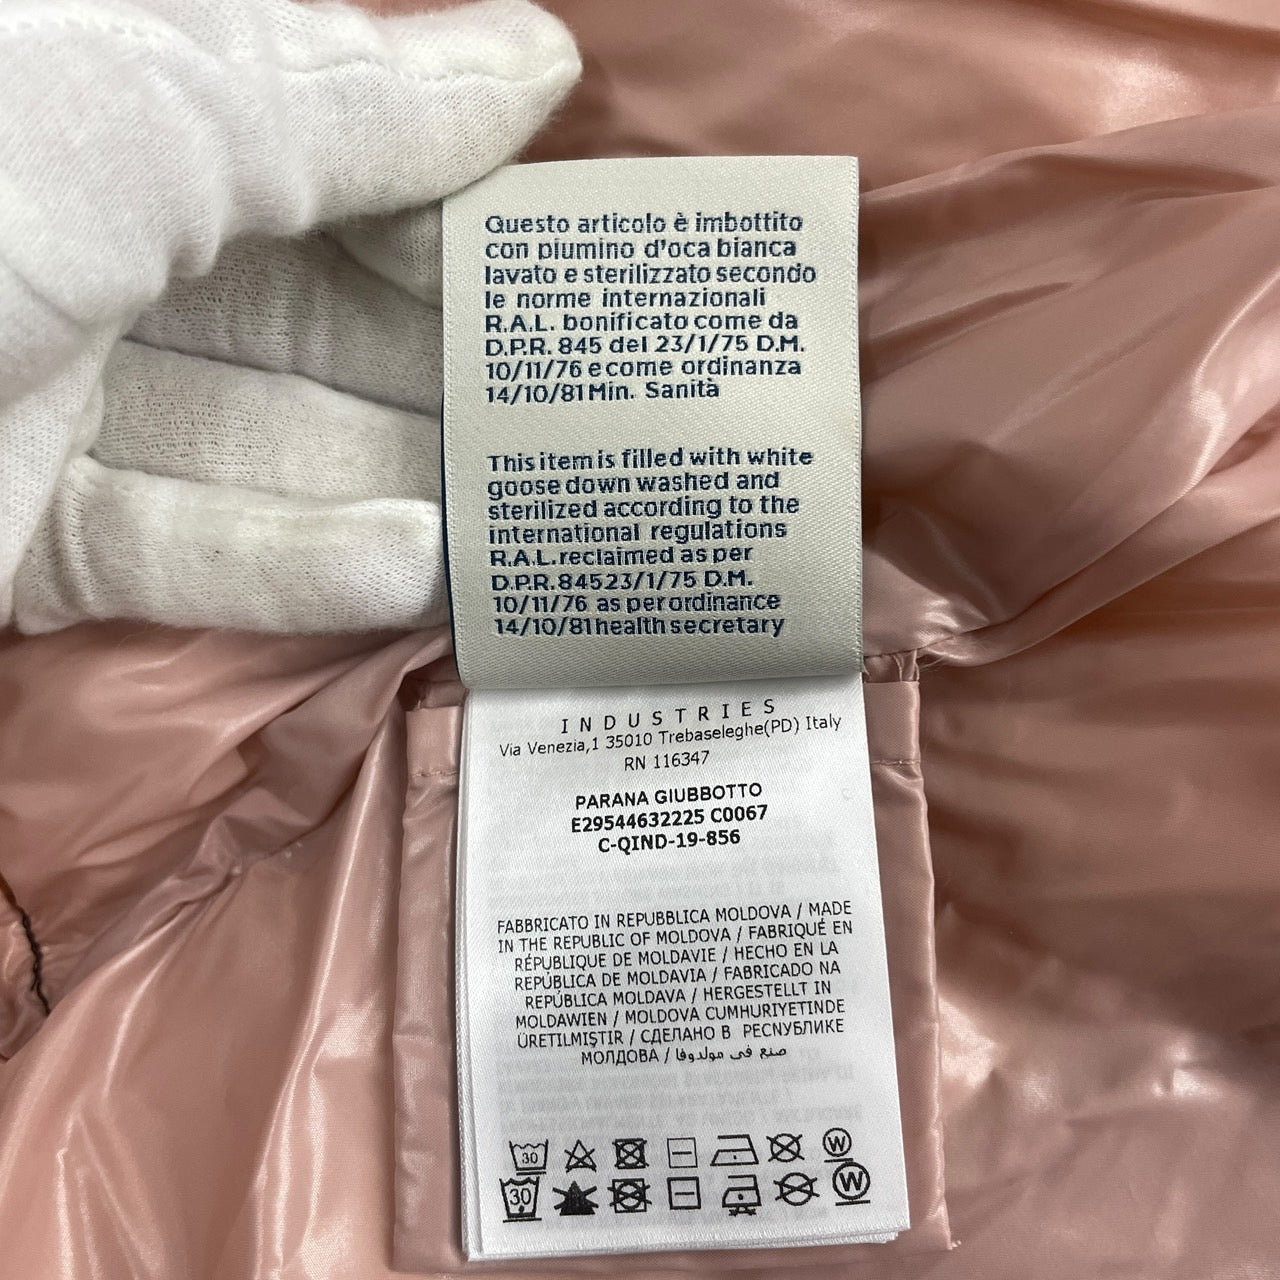 Questo articolo è imbottito
con piumino d'oca bianca
lavato e sterilizzato secondo
le norme internazionali
R.A.L. bonificato come da
D.P.R. 845 del 23/1/75 D.M.
10/11/76 e come ordinanza
14/10/81 Min. Sanità
This item is filled with white
goose down washed and
sterilized according to the
international regulations
R.A.L. reclaimed as per
D.P.R. 845 23/1/75 D.M.
10/11/76 as per ordinance
14/10/81 health secretary
INDUSTRIES
Via Venezia,1 35010 Trebaseleghe(PD) Italy
RN 116347
PARANA GIUBBOTTO
E29544632225 C0067
C-QIND-19-856
FABBRICATO IN REPUBBLICA MOLDOVA / MADE
IN THE REPUBLIC OF MOLDOVA / FABRIQUÉ EN
RÉPUBLIQUE DE MOLDAVIE / HECHO EN LA
REPÚBLICA DE MOLDAVIA / FABRICADO NA
REPÚBLICA MOLDAVA / HERGESTELLT IN
MOLDAWIEN / MOLDOVA CUMHURIYETINDE
ÜRETILMIŞTIR / СДЕЛАНО В РЕСПУБЛИКЕ
МОЛДОВА / صنع في مولدوفا
30 W
30 W